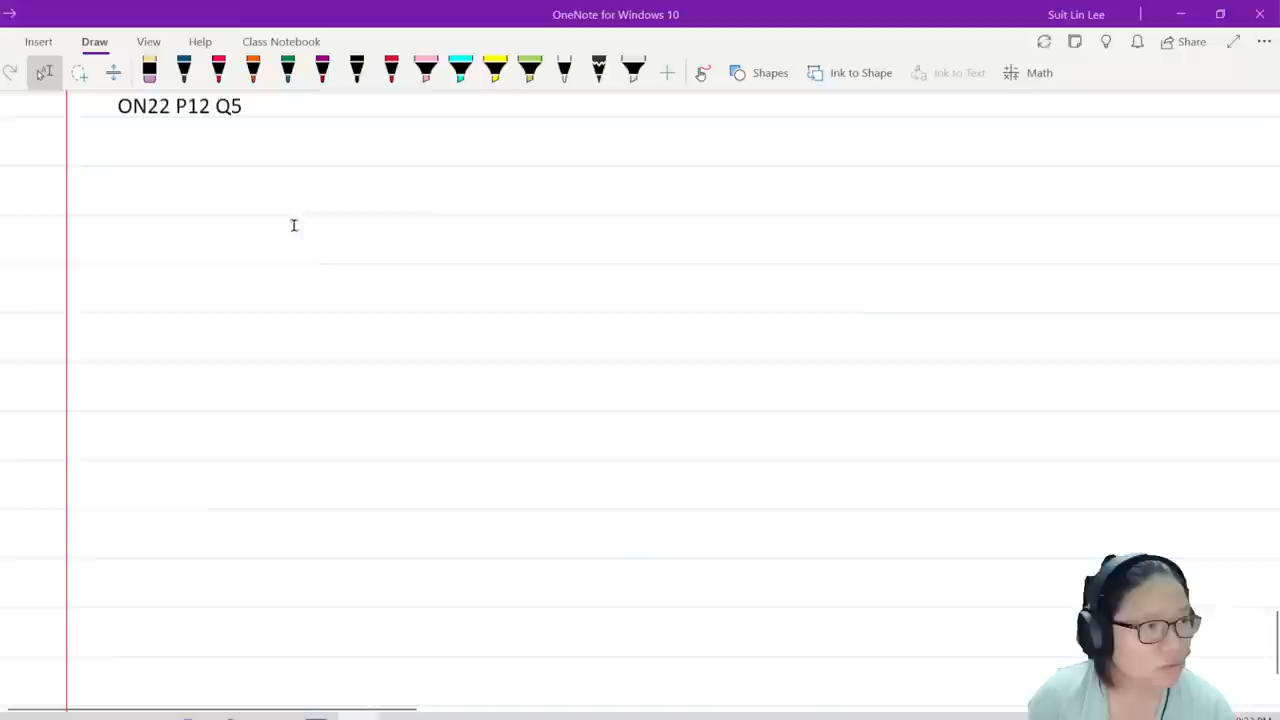 OneNote for Windows 10
Suit Lin Lee
Insert Draw View Help Class Notebook
Share
Shapes
Ink to Shape
Ink to Text
Math
ON22 P12 Q5